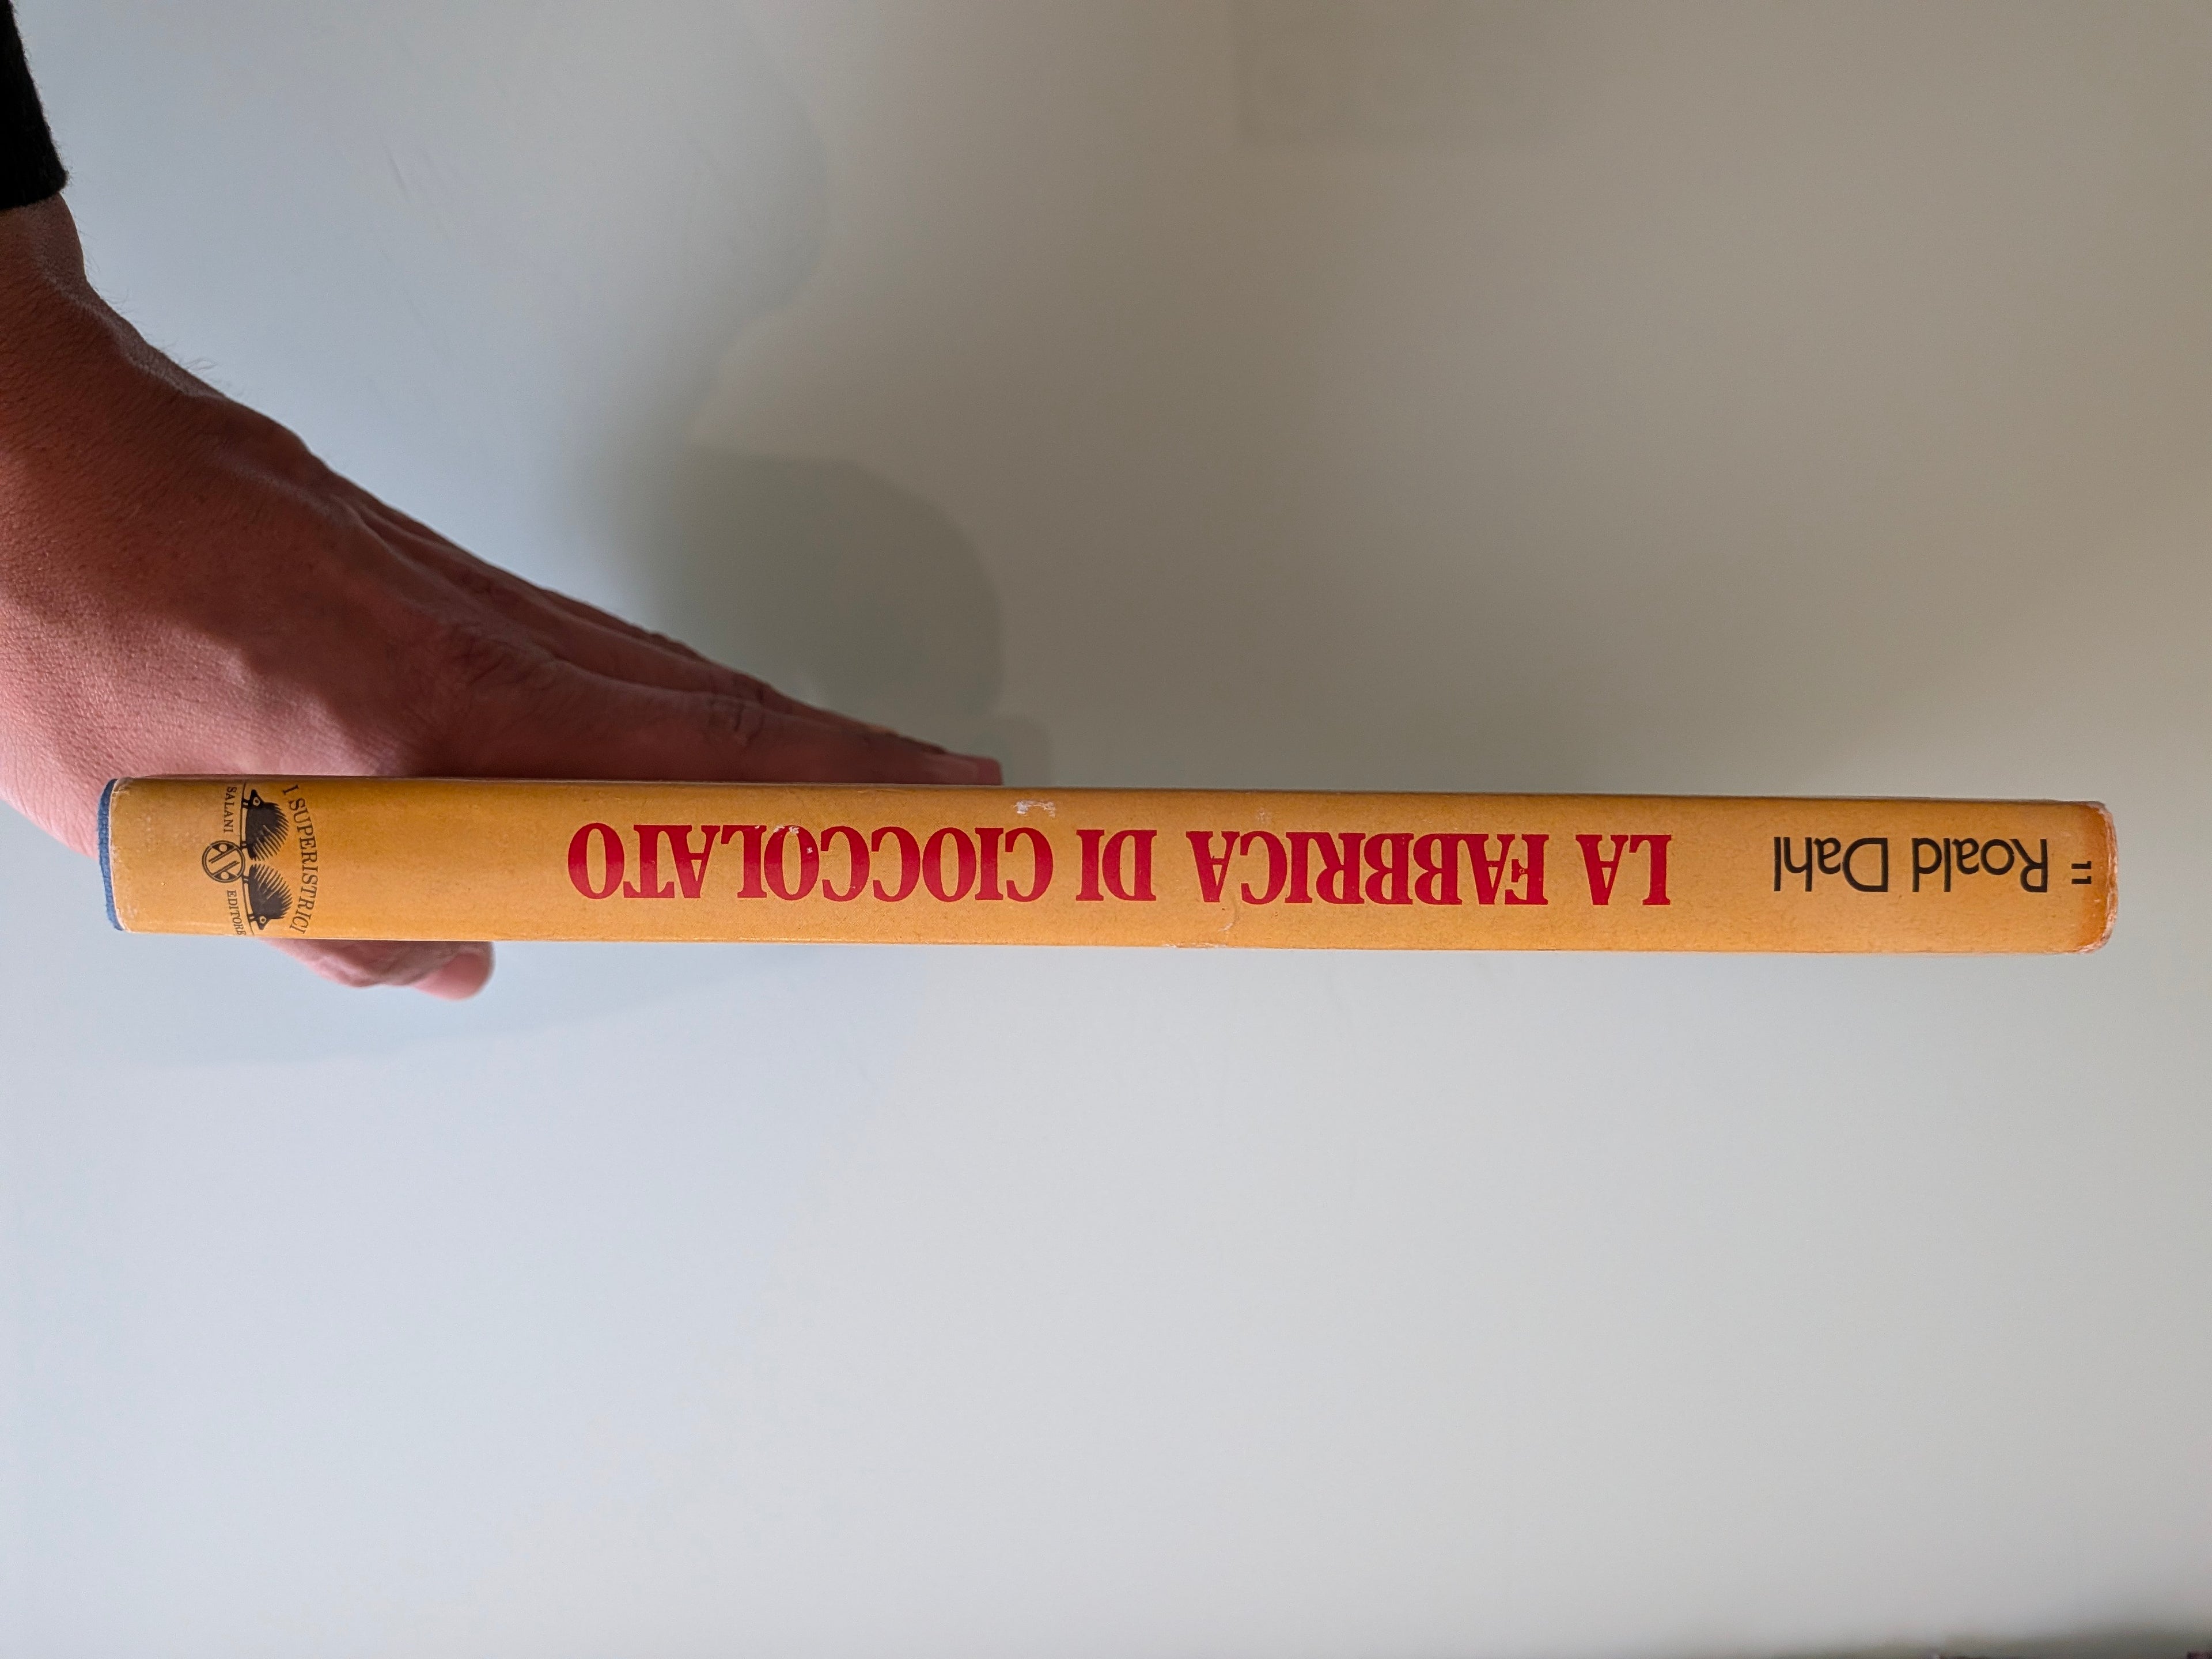 11
Roald Dahl
LA FABBRICA DI CIOCCOLATO
I SUPERISTRICI
SALANI EDITORE